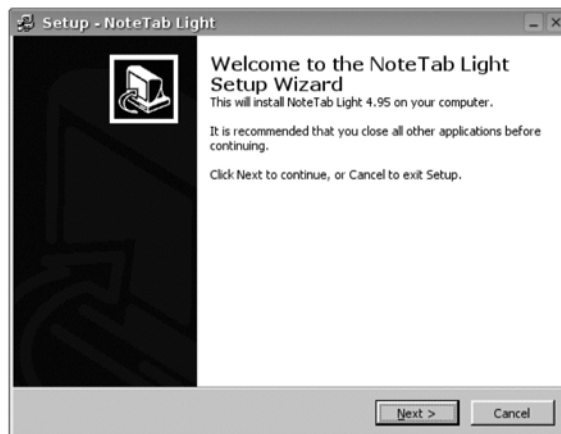 Setup - NoteTab Light
Welcome to the NoteTab Light
Setup Wizard
This will install NoteTab Light 4.95 on your computer.
It is recommended that you close all other applications before
continuing.
Click Next to continue, or Cancel to exit Setup.
Next >
Cancel